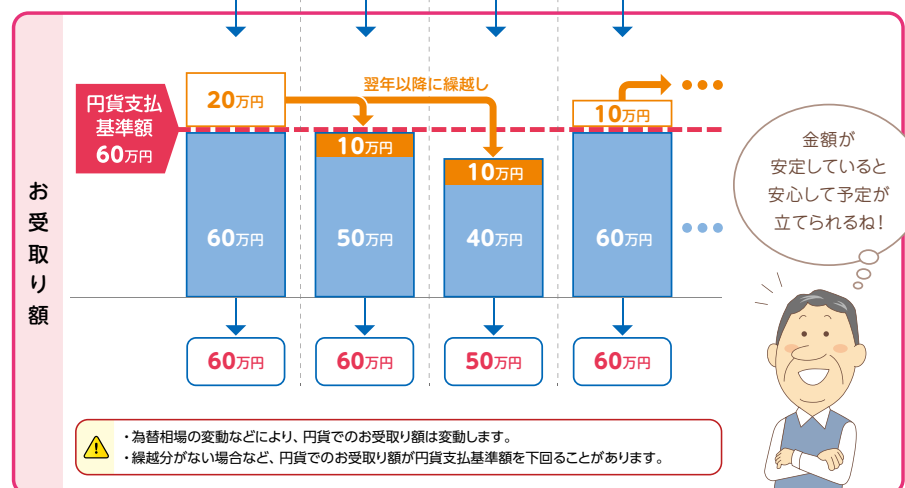 お受取り額
円貨支払
基準額
60万円
20万円
翌年以降に繰越し
10万円
10万円
10万円
60万円
50万円
40万円
60万円
60万円
60万円
50万円
60万円
金額が
安定していると
安心して予定が
立てられるね!
・為替相場の変動などにより、円貨でのお受取り額は変動します。
・繰越分がない場合など、円貨でのお受取り額が円貨支払基準額を下回ることがあります。